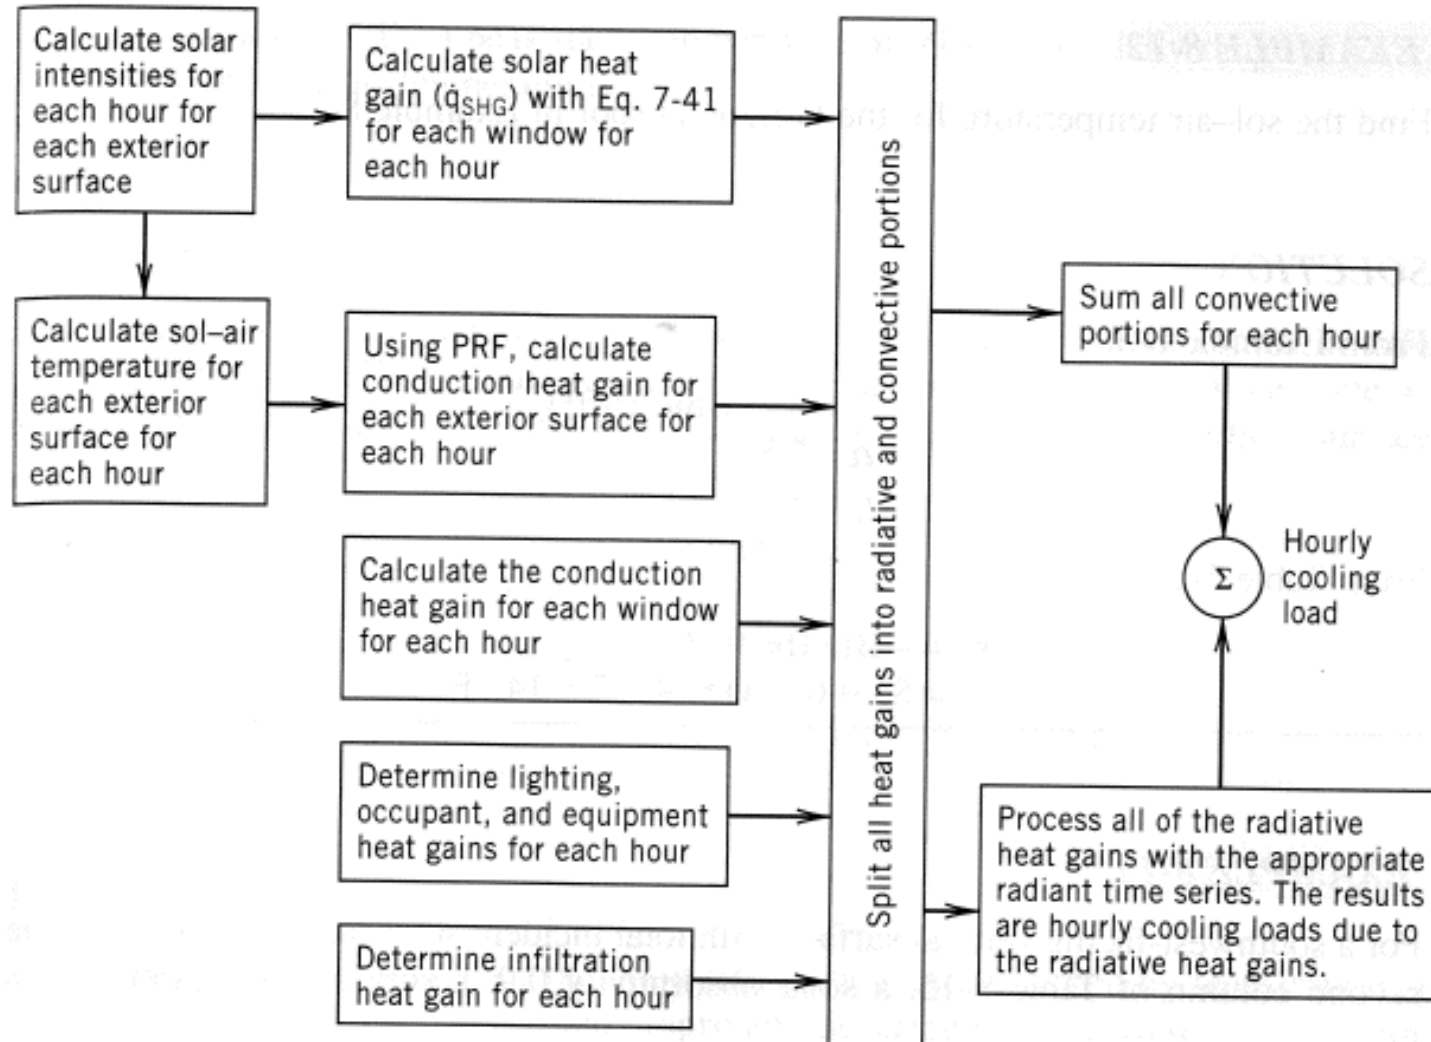 Calculate solar
intensities for
each hour for
each exterior
surface
Calculate solar heat
gain (q̇SHG) with Eq. 7-41
for each window for
each hour
Calculate sol–air
temperature for
each exterior
surface for
each hour
Using PRF, calculate
conduction heat gain for
each exterior surface for
each hour
Calculate the conduction
heat gain for each window
for each hour
Determine lighting,
occupant, and equipment
heat gains for each hour
Determine infiltration
heat gain for each hour
Split all heat gains into radiative and convective portions
Sum all convective
portions for each hour
Σ
Hourly
cooling
load
Process all of the radiative
heat gains with the appropriate
radiant time series. The results
are hourly cooling loads due to
the radiative heat gains.